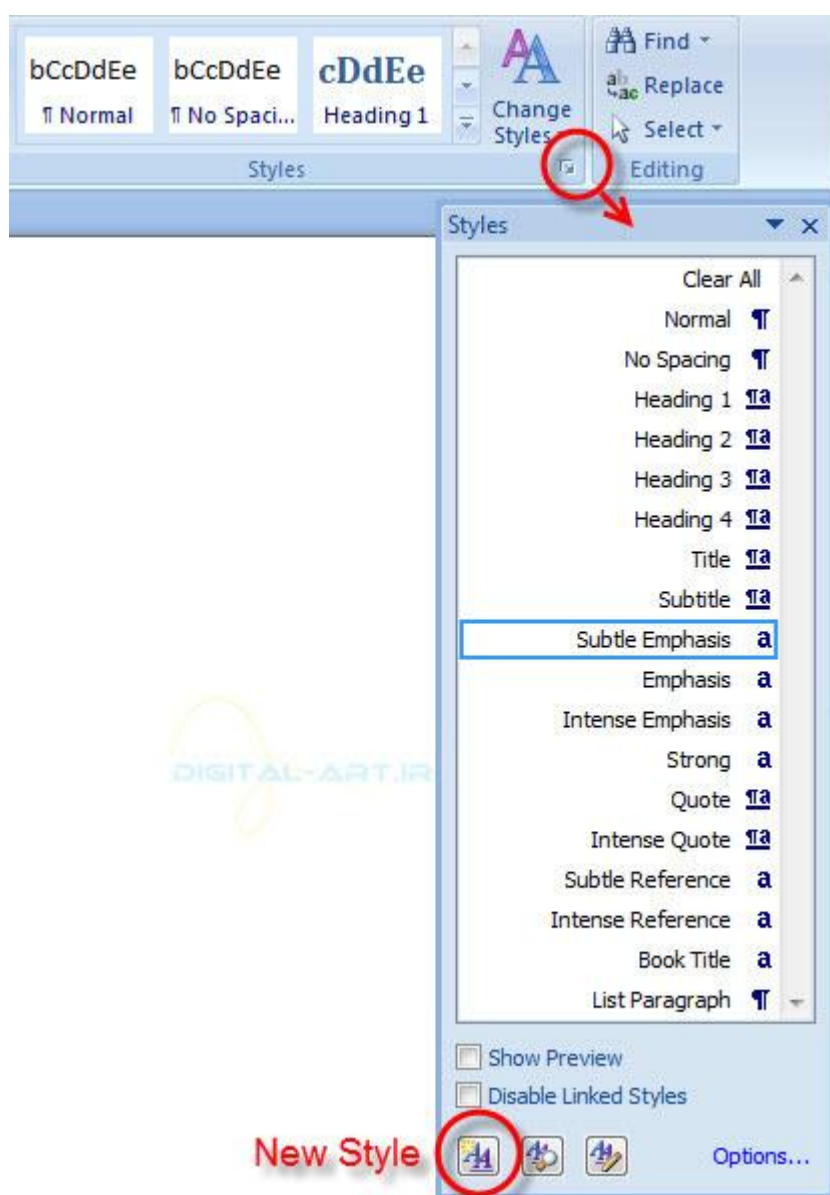 bCcDdEe bCcDdEe cDdEe
¶ Normal ¶ No Spaci... Heading 1
Change
Styles
Find
Replace
Select
Styles
Editing
Styles
Clear All
Normal ¶
No Spacing ¶
Heading 1 ¶a
Heading 2 ¶a
Heading 3 ¶a
Heading 4 ¶a
Title ¶a
Subtitle ¶a
Subtle Emphasis a
Emphasis a
Intense Emphasis a
Strong a
Quote ¶a
Intense Quote ¶a
Subtle Reference a
Intense Reference a
Book Title a
List Paragraph ¶
Show Preview
Disable Linked Styles
New Style
Options...
DIGITAL-ART.IR